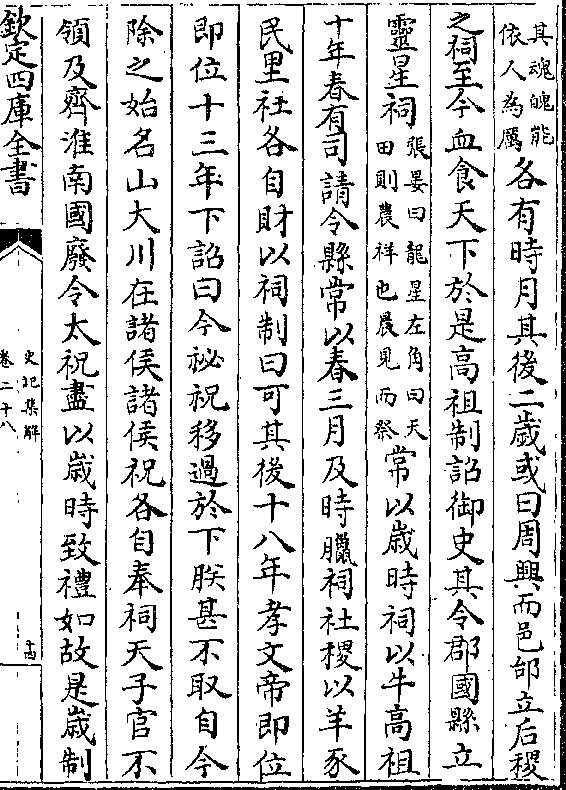 其魂魄能
依人為厲
各有時月其後二歲或曰周興而邑邰立后稷
之祠至今血食天下於是高祖制詔御史其令郡國縣立
靈星祠
張晏曰龍星左角曰天
田則農祥也晨見而祭
常以歲時祠以牛高祖
十年春有司請令縣常以春三月及時臘祠社稷以羊豕
民里社各自財以祠制曰可其後十八年孝文帝即位
即位十三年下詔曰今祕祝移過於下朕甚不取自今
除之始名山大川在諸侯諸侯祝各自奉祠天子官不
領及齊淮南國廢令太祝盡以歲時致禮如故是歲制
欽定四庫全書
史記集解
卷二十八
十四